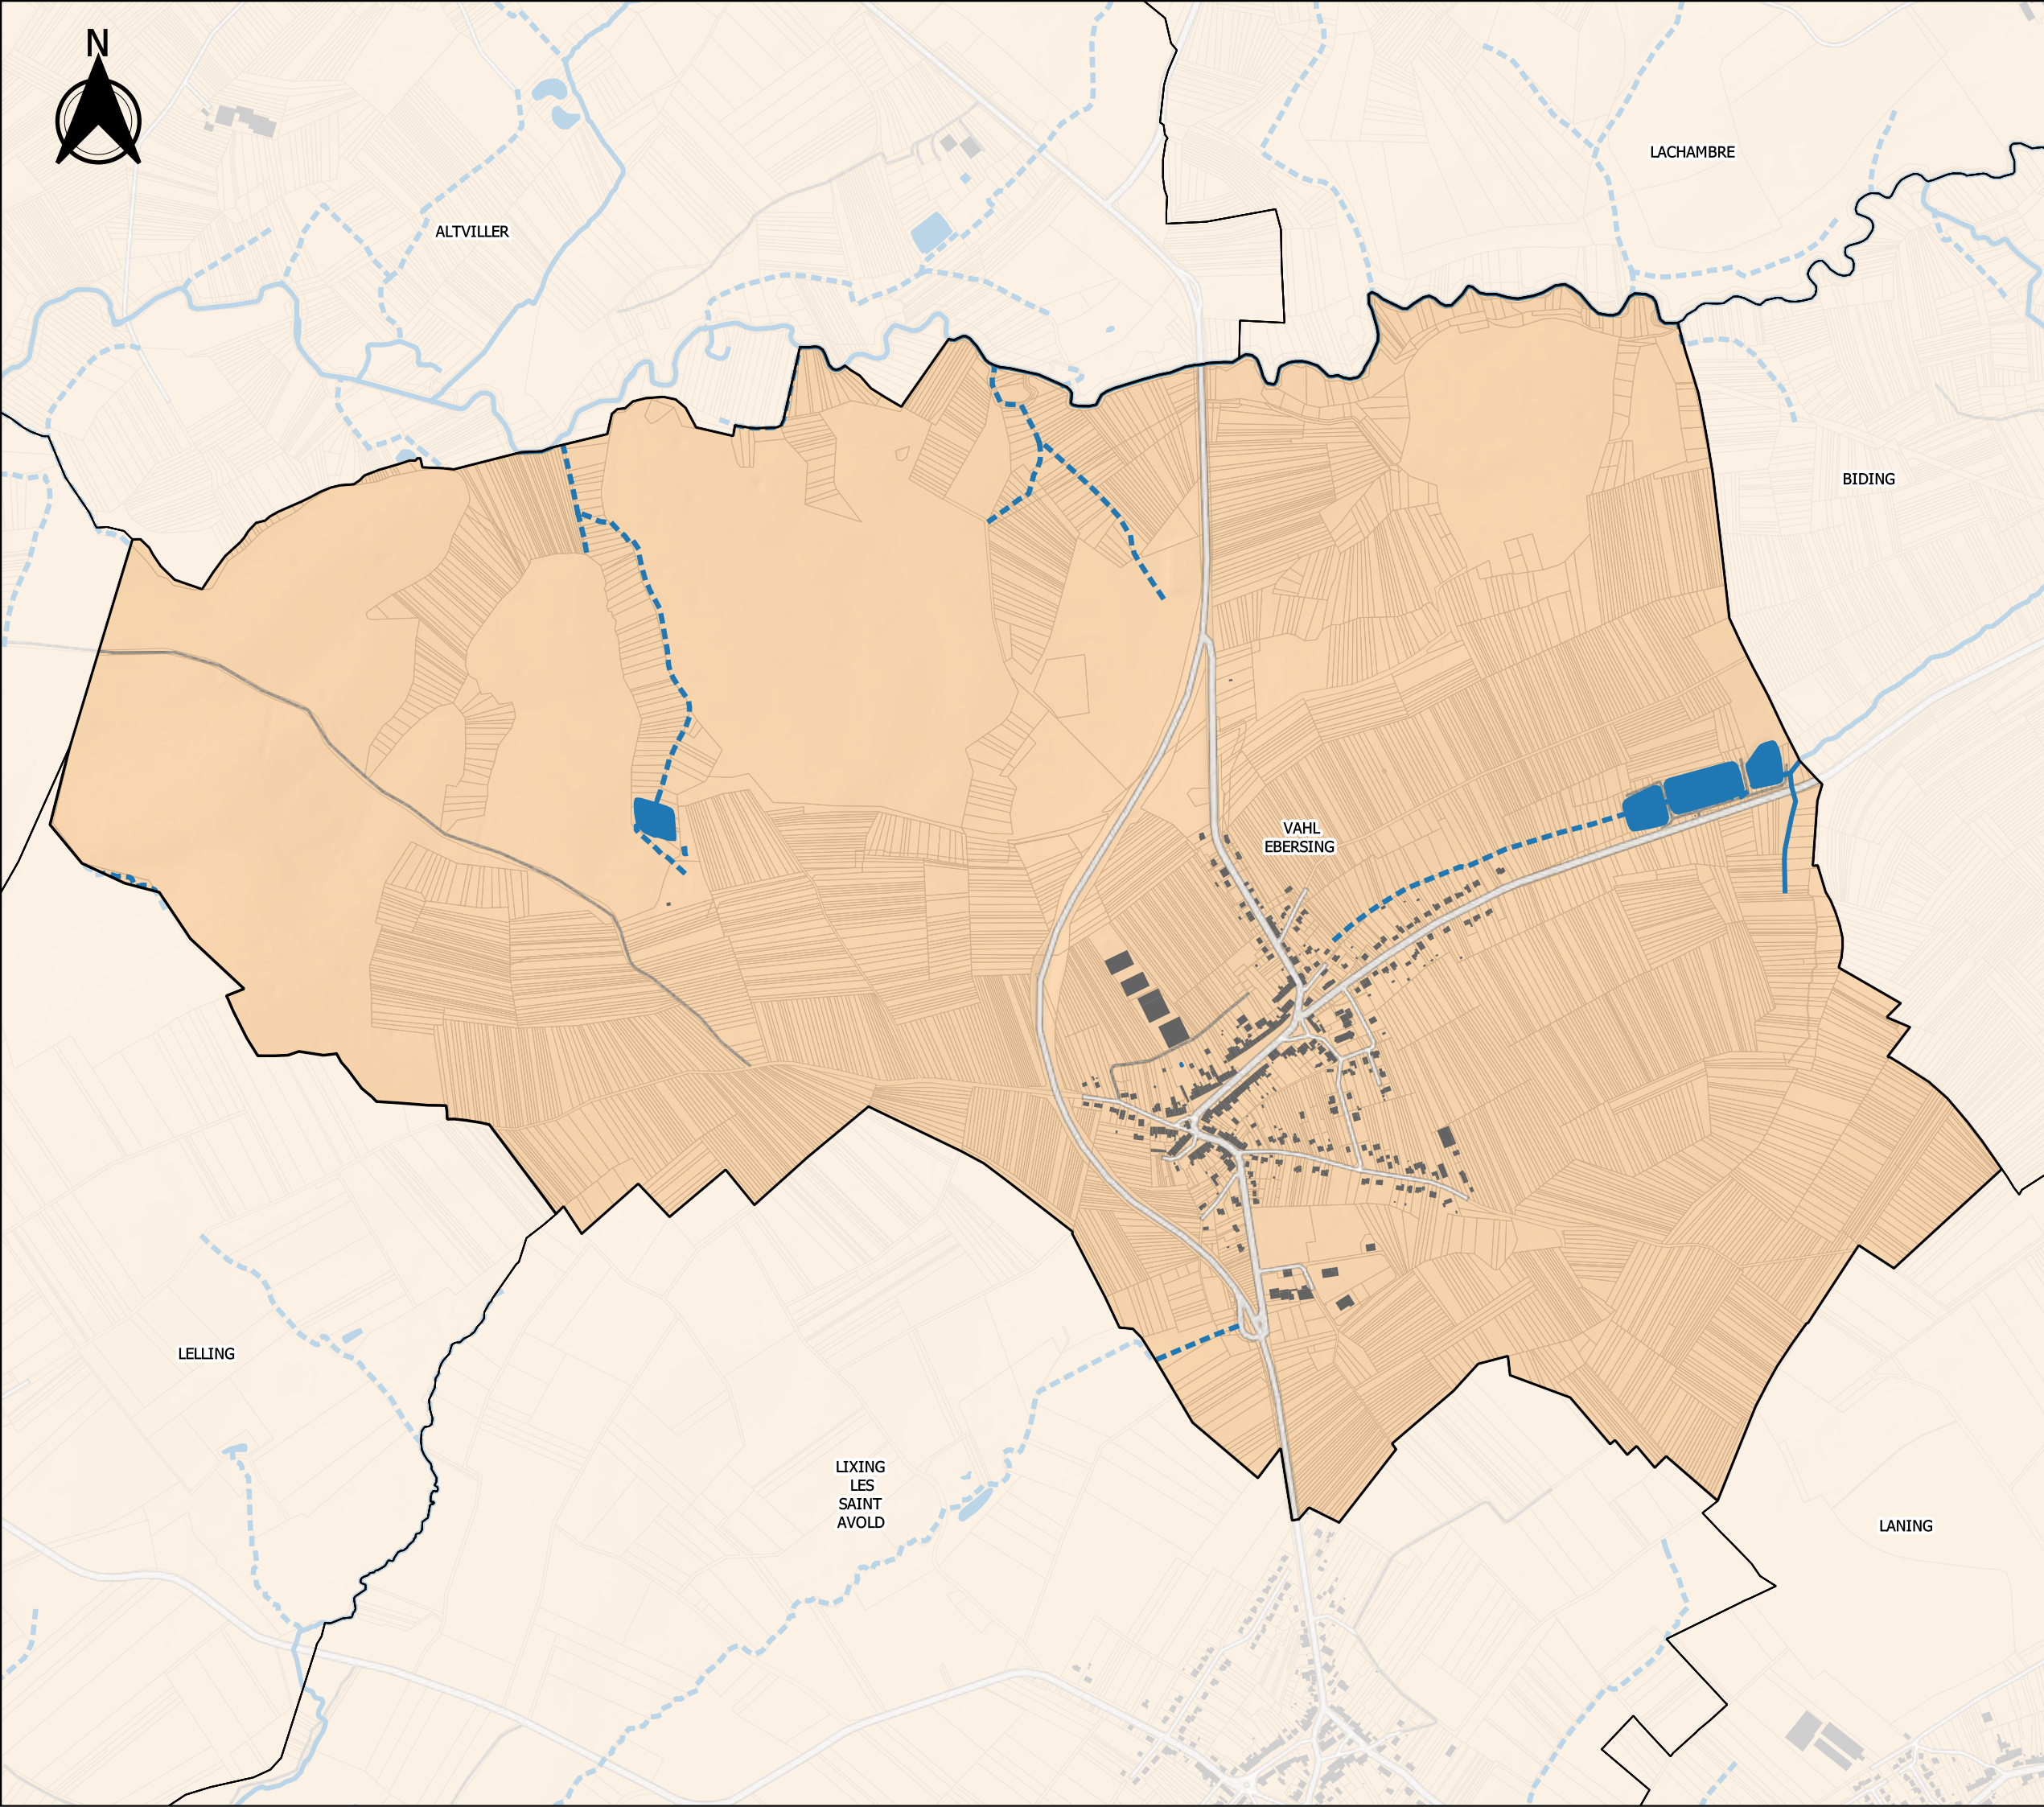 N
LACHAMBRE
ALTVILLER
BIDING
VAHL
EBERSING
LELLING
LIXING
LES
SAINT
AVOLD
LANING